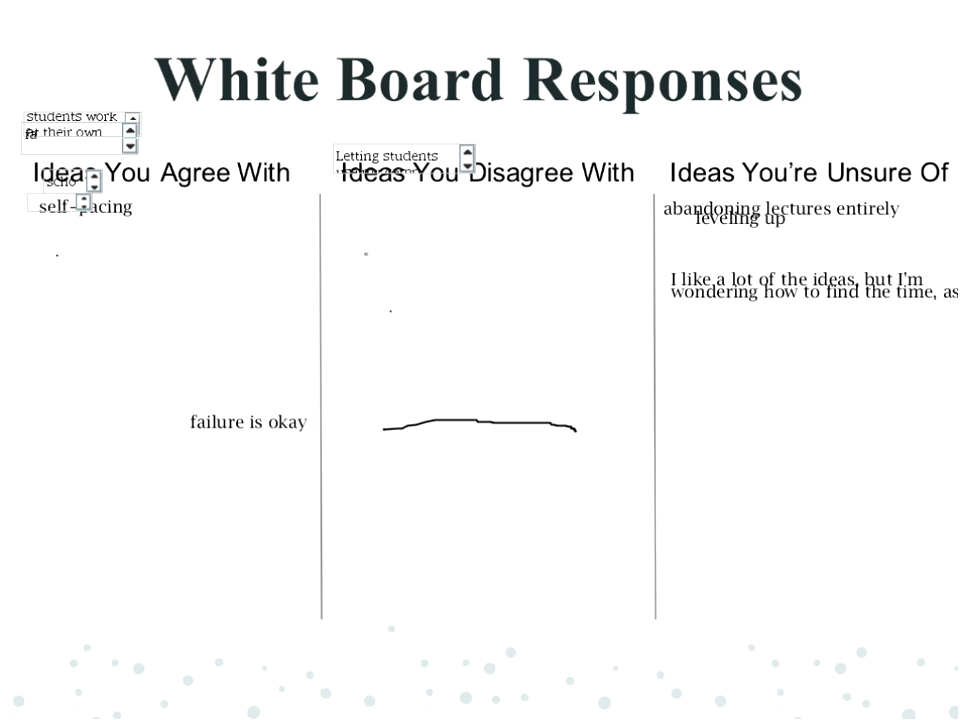 White Board Responses
students work
at their own
fa
Letting students
Ideas You Agree With
Ideas You Disagree With
Ideas You're Unsure Of
scho
self-pacing
abandoning lectures entirely
leveling up
I like a lot of the ideas, but I'm
wondering how to find the time, as
failure is okay